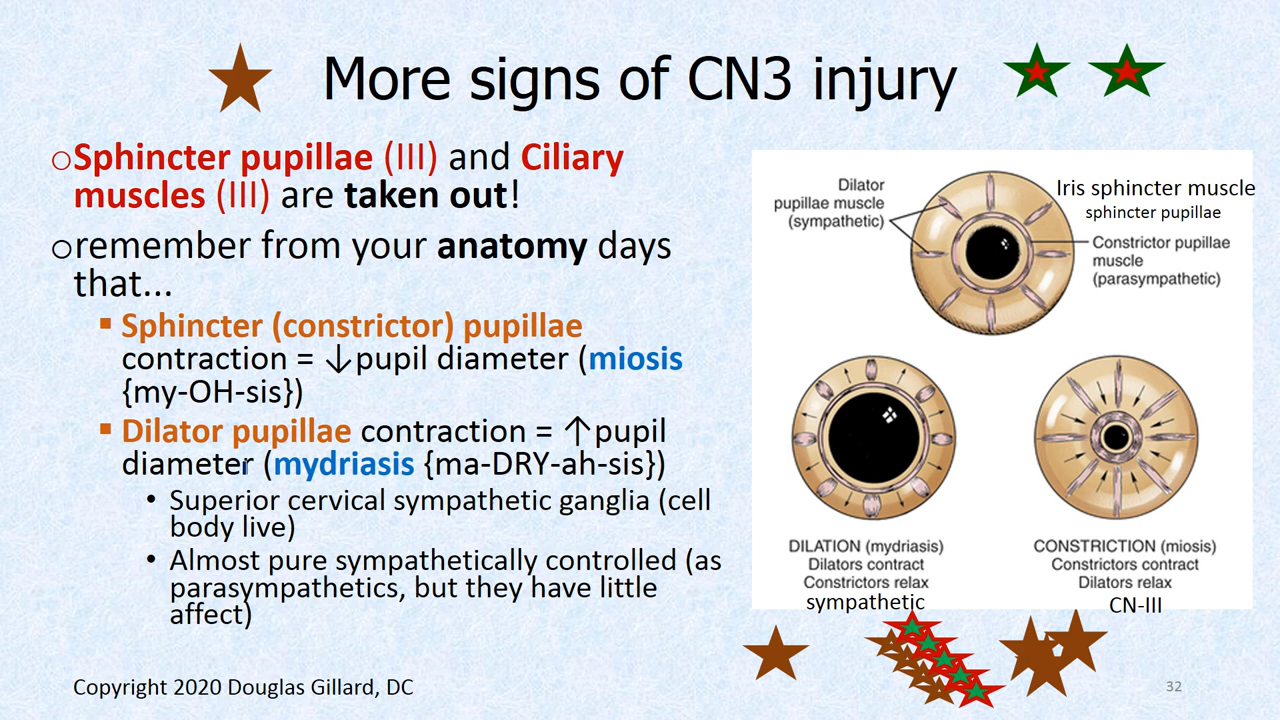 More signs of CN3 injury
oSphincter pupillae (III) and Ciliary
muscles (III) are taken out!
oremember from your anatomy days
that...
▪ Sphincter (constrictor) pupillae
contraction = ↓pupil diameter (miosis
{my-OH-sis})
▪ Dilator pupillae contraction = ↑pupil
diameter (mydriasis {ma-DRY-ah-sis})
• Superior cervical sympathetic ganglia (cell
body live)
• Almost pure sympathetically controlled (as
parasympathetics, but they have little
affect)
Dilator
pupillae muscle
(sympathetic)
Iris sphincter muscle
sphincter pupillae
Constrictor pupillae
muscle
(parasympathetic)
DILATION (mydriasis)
Dilators contract
Constrictors relax
sympathetic
CONSTRICTION (miosis)
Constrictors contract
Dilators relax
CN-III
Copyright 2020 Douglas Gillard, DC
32